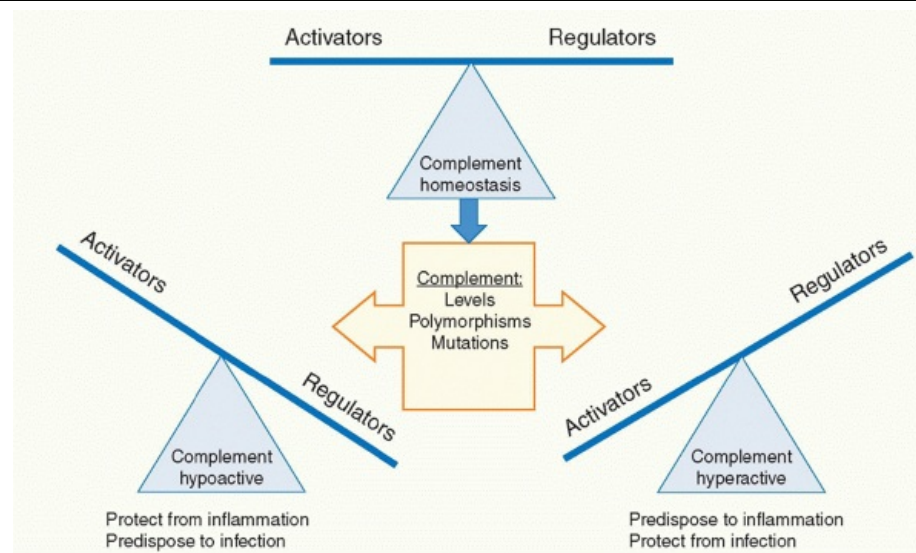 Activators
Regulators
Complement
homeostasis
Complement:
Levels
Polymorphisms
Mutations
Activators
Regulators
Complement
hypoactive
Protect from inflammation
Predispose to infection
Regulators
Activators
Complement
hyperactive
Predispose to inflammation
Protect from infection